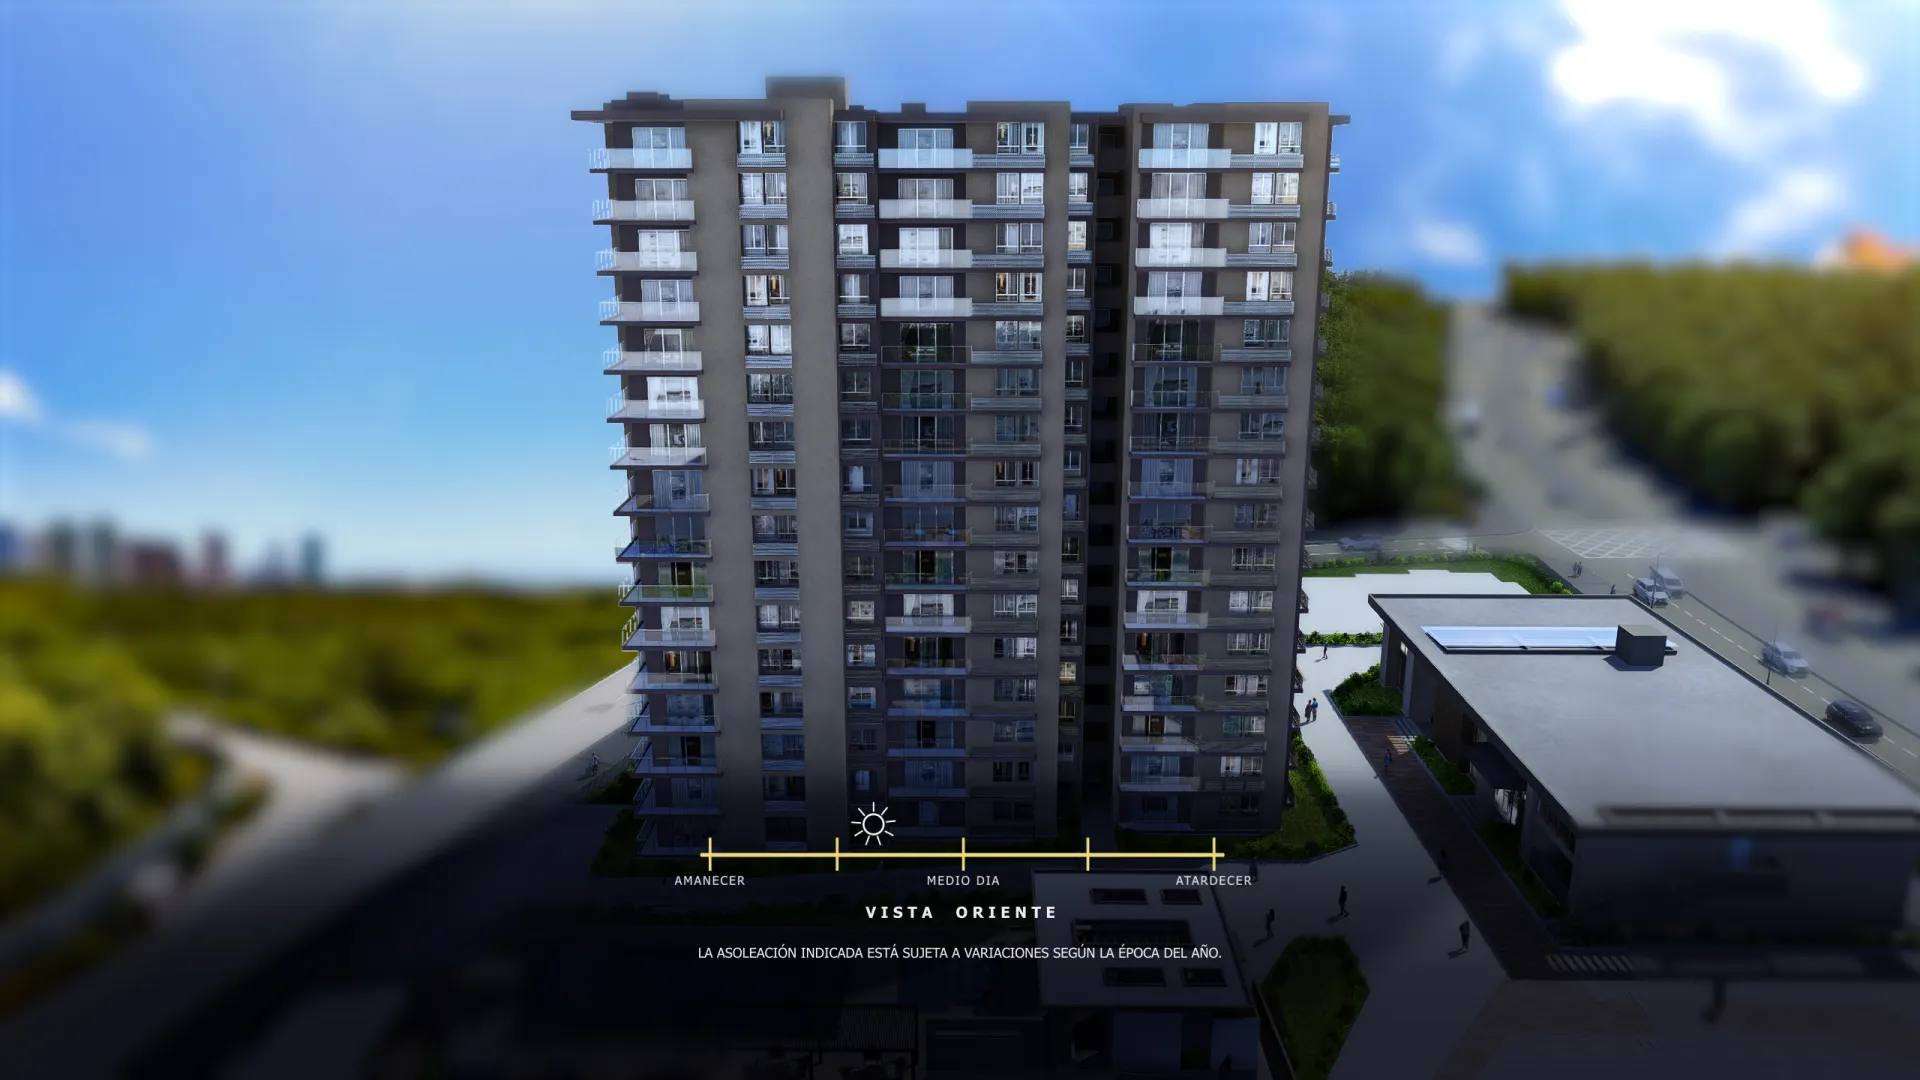 AMANECER
MEDIO DIA
ATARDECER
VISTA ORIENTE
LA ASOLEACIÓN INDICADA ESTÁ SUJETA A VARIACIONES SEGÚN LA ÉPOCA DEL AÑO.